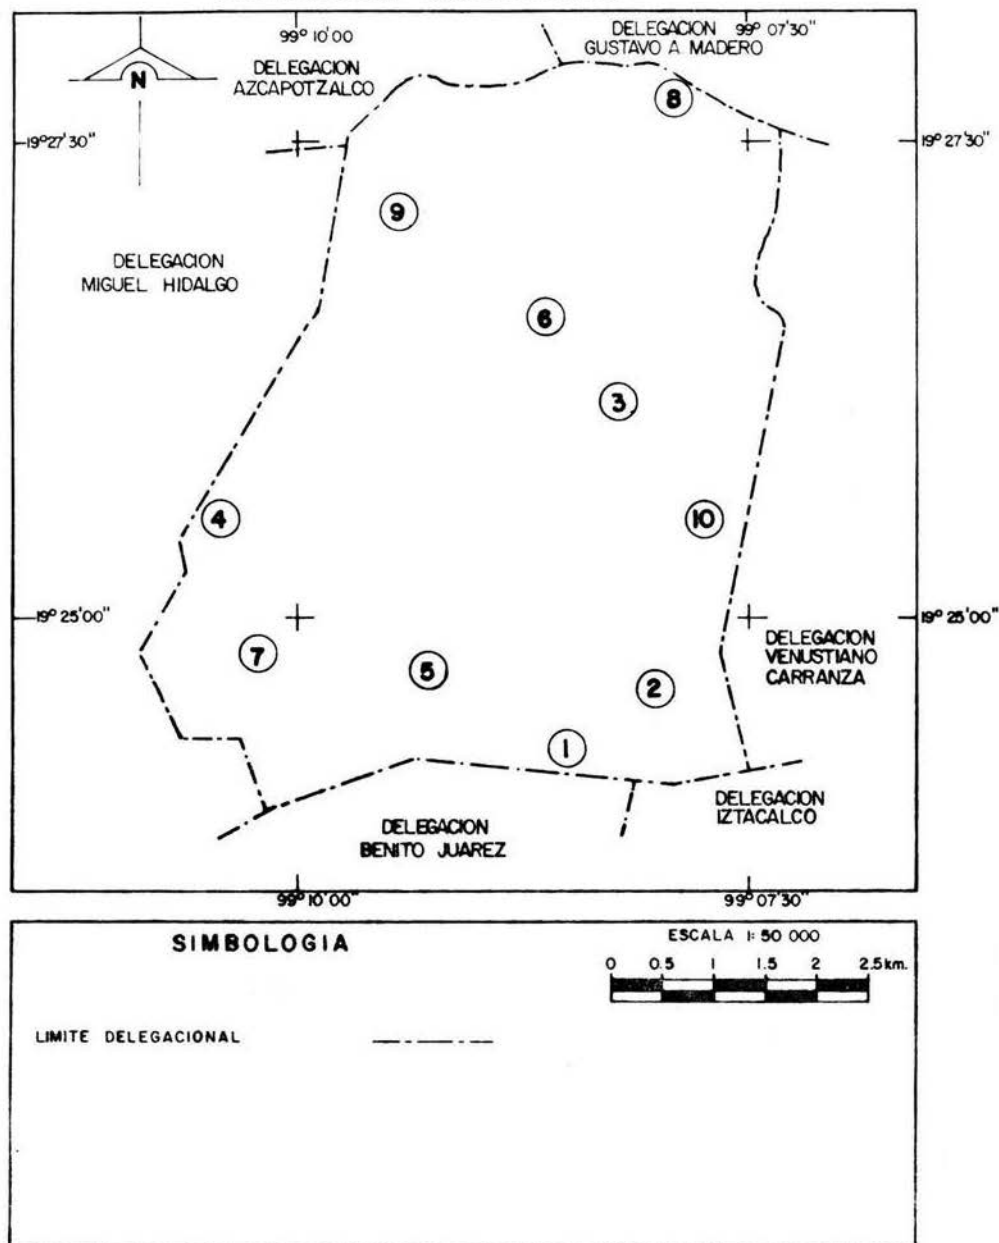 99° 10' 00
DELEGACION 99° 07' 30"
GUSTAVO A. MADERO
DELEGACION
AZCAPOTZALCO
N
8
19° 27' 30"
19° 27' 30"
9
DELEGACION
MIGUEL HIDALGO
6
3
4
10
19° 25' 00"
19° 25' 00"
7
5
2
DELEGACION
VENUSTIANO
CARRANZA
1
DELEGACION
IZTACALCO
DELEGACION
BENITO JUAREZ
99° 10' 00"
99° 07' 30"
SIMBOLOGIA
ESCALA 1: 50 000
0 0.5 1 1.5 2 2.5 km.
LIMITE DELEGACIONAL